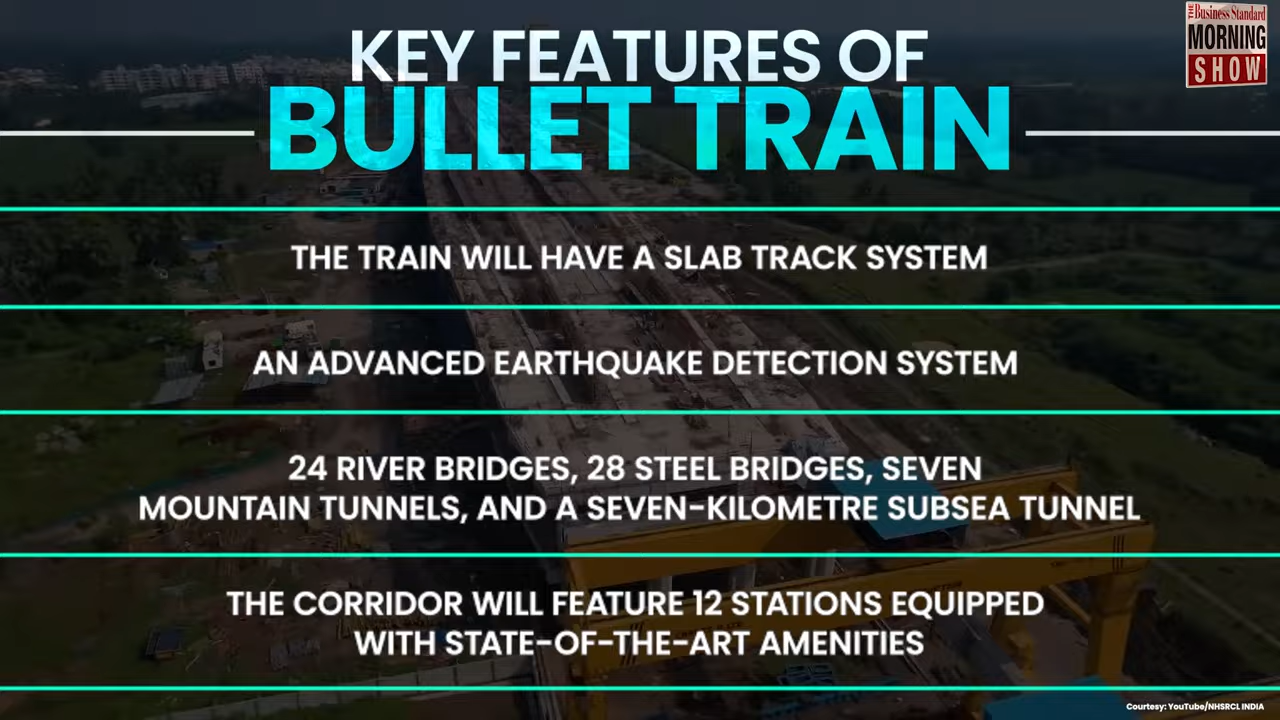 THE Business Standard
MORNING
SHOW
KEY FEATURES OF
BULLET TRAIN
THE TRAIN WILL HAVE A SLAB TRACK SYSTEM
AN ADVANCED EARTHQUAKE DETECTION SYSTEM
24 RIVER BRIDGES, 28 STEEL BRIDGES, SEVEN
MOUNTAIN TUNNELS, AND A SEVEN-KILOMETRE SUBSEA TUNNEL
THE CORRIDOR WILL FEATURE 12 STATIONS EQUIPPED
WITH STATE-OF-THE-ART AMENITIES
Courtesy: YouTube/NHSRCL INDIA